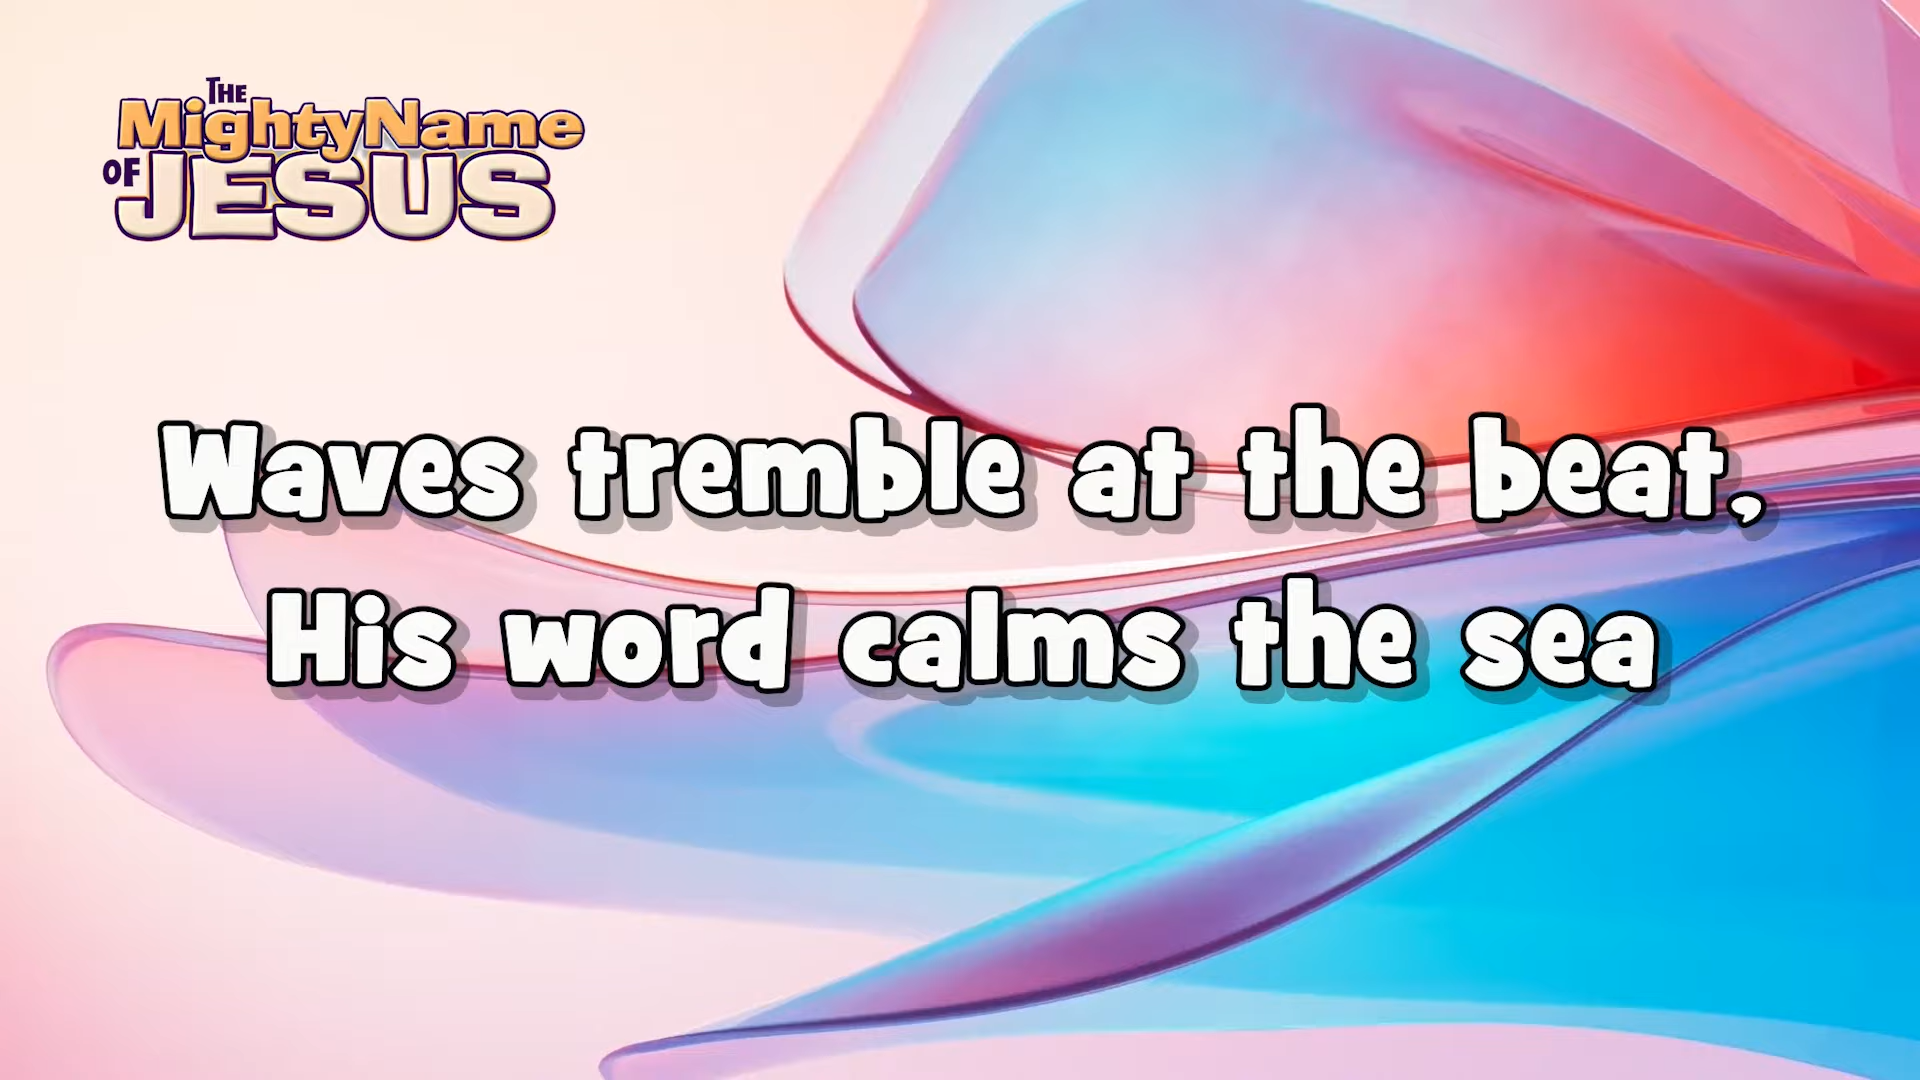 THE
MightyName
OF JESUS
Waves tremble at the beat,
His word calms the sea